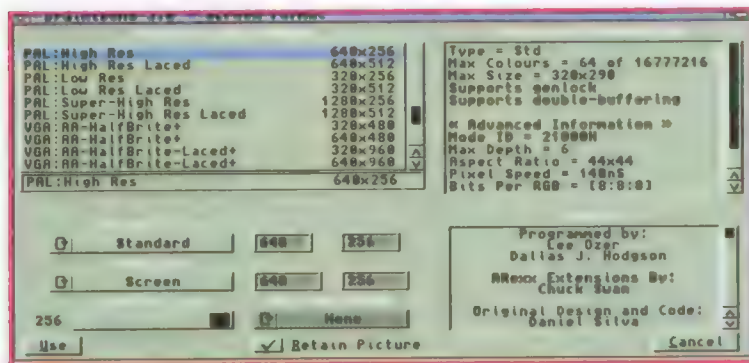 PAL:High Res 640x256
PAL:High Res Laced 640x512
PAL:Low Res 320x256
PAL:Low Res Laced 320x512
PAL:Super-High Res 1280x256
PAL:Super-High Res Laced 1280x512
VGA:AA-HalfBrite+ 320x480
VGA:AA-HalfBrite+ 640x480
VGA:AA-HalfBrite-Laced+ 320x960
VGA:AA-HalfBrite-Laced+ 640x960
PAL:High Res 640x256
Type = Std
Max Colours = 64 of 16777216
Max Size = 320x290
Supports genlock
Supports double-buffering
« Advanced Information »
Mode ID = 21000H
Max Depth = 6
Aspect Ratio = 44x44
Pixel Speed = 140nS
Bits Per RGB = [8:8:8]
Standard 640 256
Screen 640 256
256 None
Use
Retain Picture
Programmed by:
Lee Ozer
Dallas J. Hodgson
ARexx Extensions By:
Chuck Swan
Original Design and Code:
Daniel Silva
Cancel